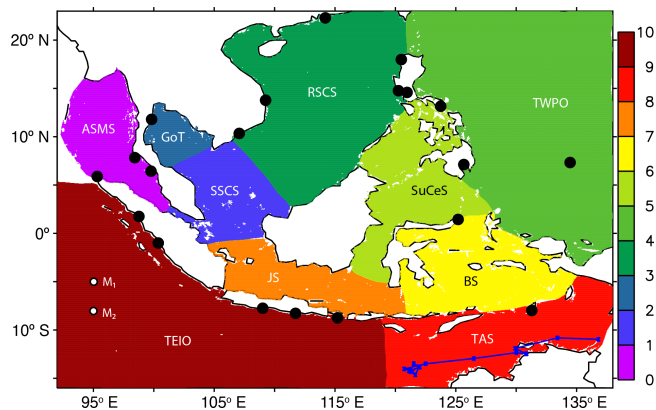 20° N
10
9
8
7
6
5
4
3
2
1
0
RSCS
TWPO
ASMS
GoT
10° N
SSCS
SuCeS
0°
JS
BS
M₁
M₂
10° S
TEIO
TAS
95° E
105° E
115° E
125° E
135° E